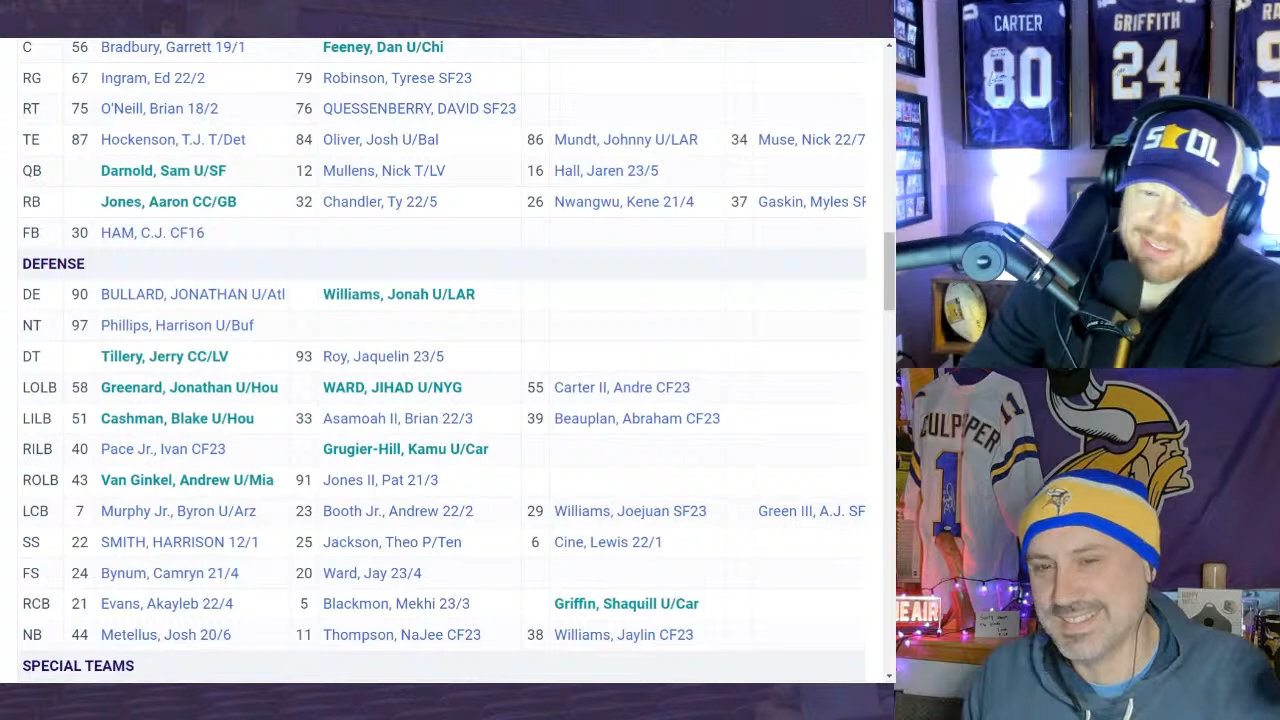 C 56 Bradbury, Garrett 19/1 Feeney, Dan U/Chi
RG 67 Ingram, Ed 22/2 79 Robinson, Tyrese SF23
RT 75 O'Neill, Brian 18/2 76 QUESSENBERRY, DAVID SF23
TE 87 Hockenson, T.J. T/Det 84 Oliver, Josh U/Bal 86 Mundt, Johnny U/LAR 34 Muse, Nick 22/7
QB Darnold, Sam U/SF 12 Mullens, Nick T/LV 16 Hall, Jaren 23/5
RB Jones, Aaron CC/GB 32 Chandler, Ty 22/5 26 Nwangwu, Kene 21/4 37 Gaskin, Myles SF
FB 30 HAM, C.J. CF16
DEFENSE
DE 90 BULLARD, JONATHAN U/Atl Williams, Jonah U/LAR
NT 97 Phillips, Harrison U/Buf
DT Tillery, Jerry CC/LV 93 Roy, Jaquelin 23/5
LOLB 58 Greenard, Jonathan U/Hou WARD, JIHAD U/NYG 55 Carter II, Andre CF23
LILB 51 Cashman, Blake U/Hou 33 Asamoah II, Brian 22/3 39 Beauplan, Abraham CF23
RILB 40 Pace Jr., Ivan CF23 Grugier-Hill, Kamu U/Car
ROLB 43 Van Ginkel, Andrew U/Mia 91 Jones II, Pat 21/3
LCB 7 Murphy Jr., Byron U/Arz 23 Booth Jr., Andrew 22/2 29 Williams, Joejuan SF23 Green III, A.J. SF
SS 22 SMITH, HARRISON 12/1 25 Jackson, Theo P/Ten 6 Cine, Lewis 22/1
FS 24 Bynum, Camryn 21/4 20 Ward, Jay 23/4
RCB 21 Evans, Akayleb 22/4 5 Blackmon, Mekhi 23/3 Griffin, Shaquill U/Car
NB 44 Metellus, Josh 20/6 11 Thompson, NaJee CF23 38 Williams, Jaylin CF23
SPECIAL TEAMS
CARTER
80
GRIFFITH
24
RA
9
SKOL
CULPEPER
11
1
HE AIR